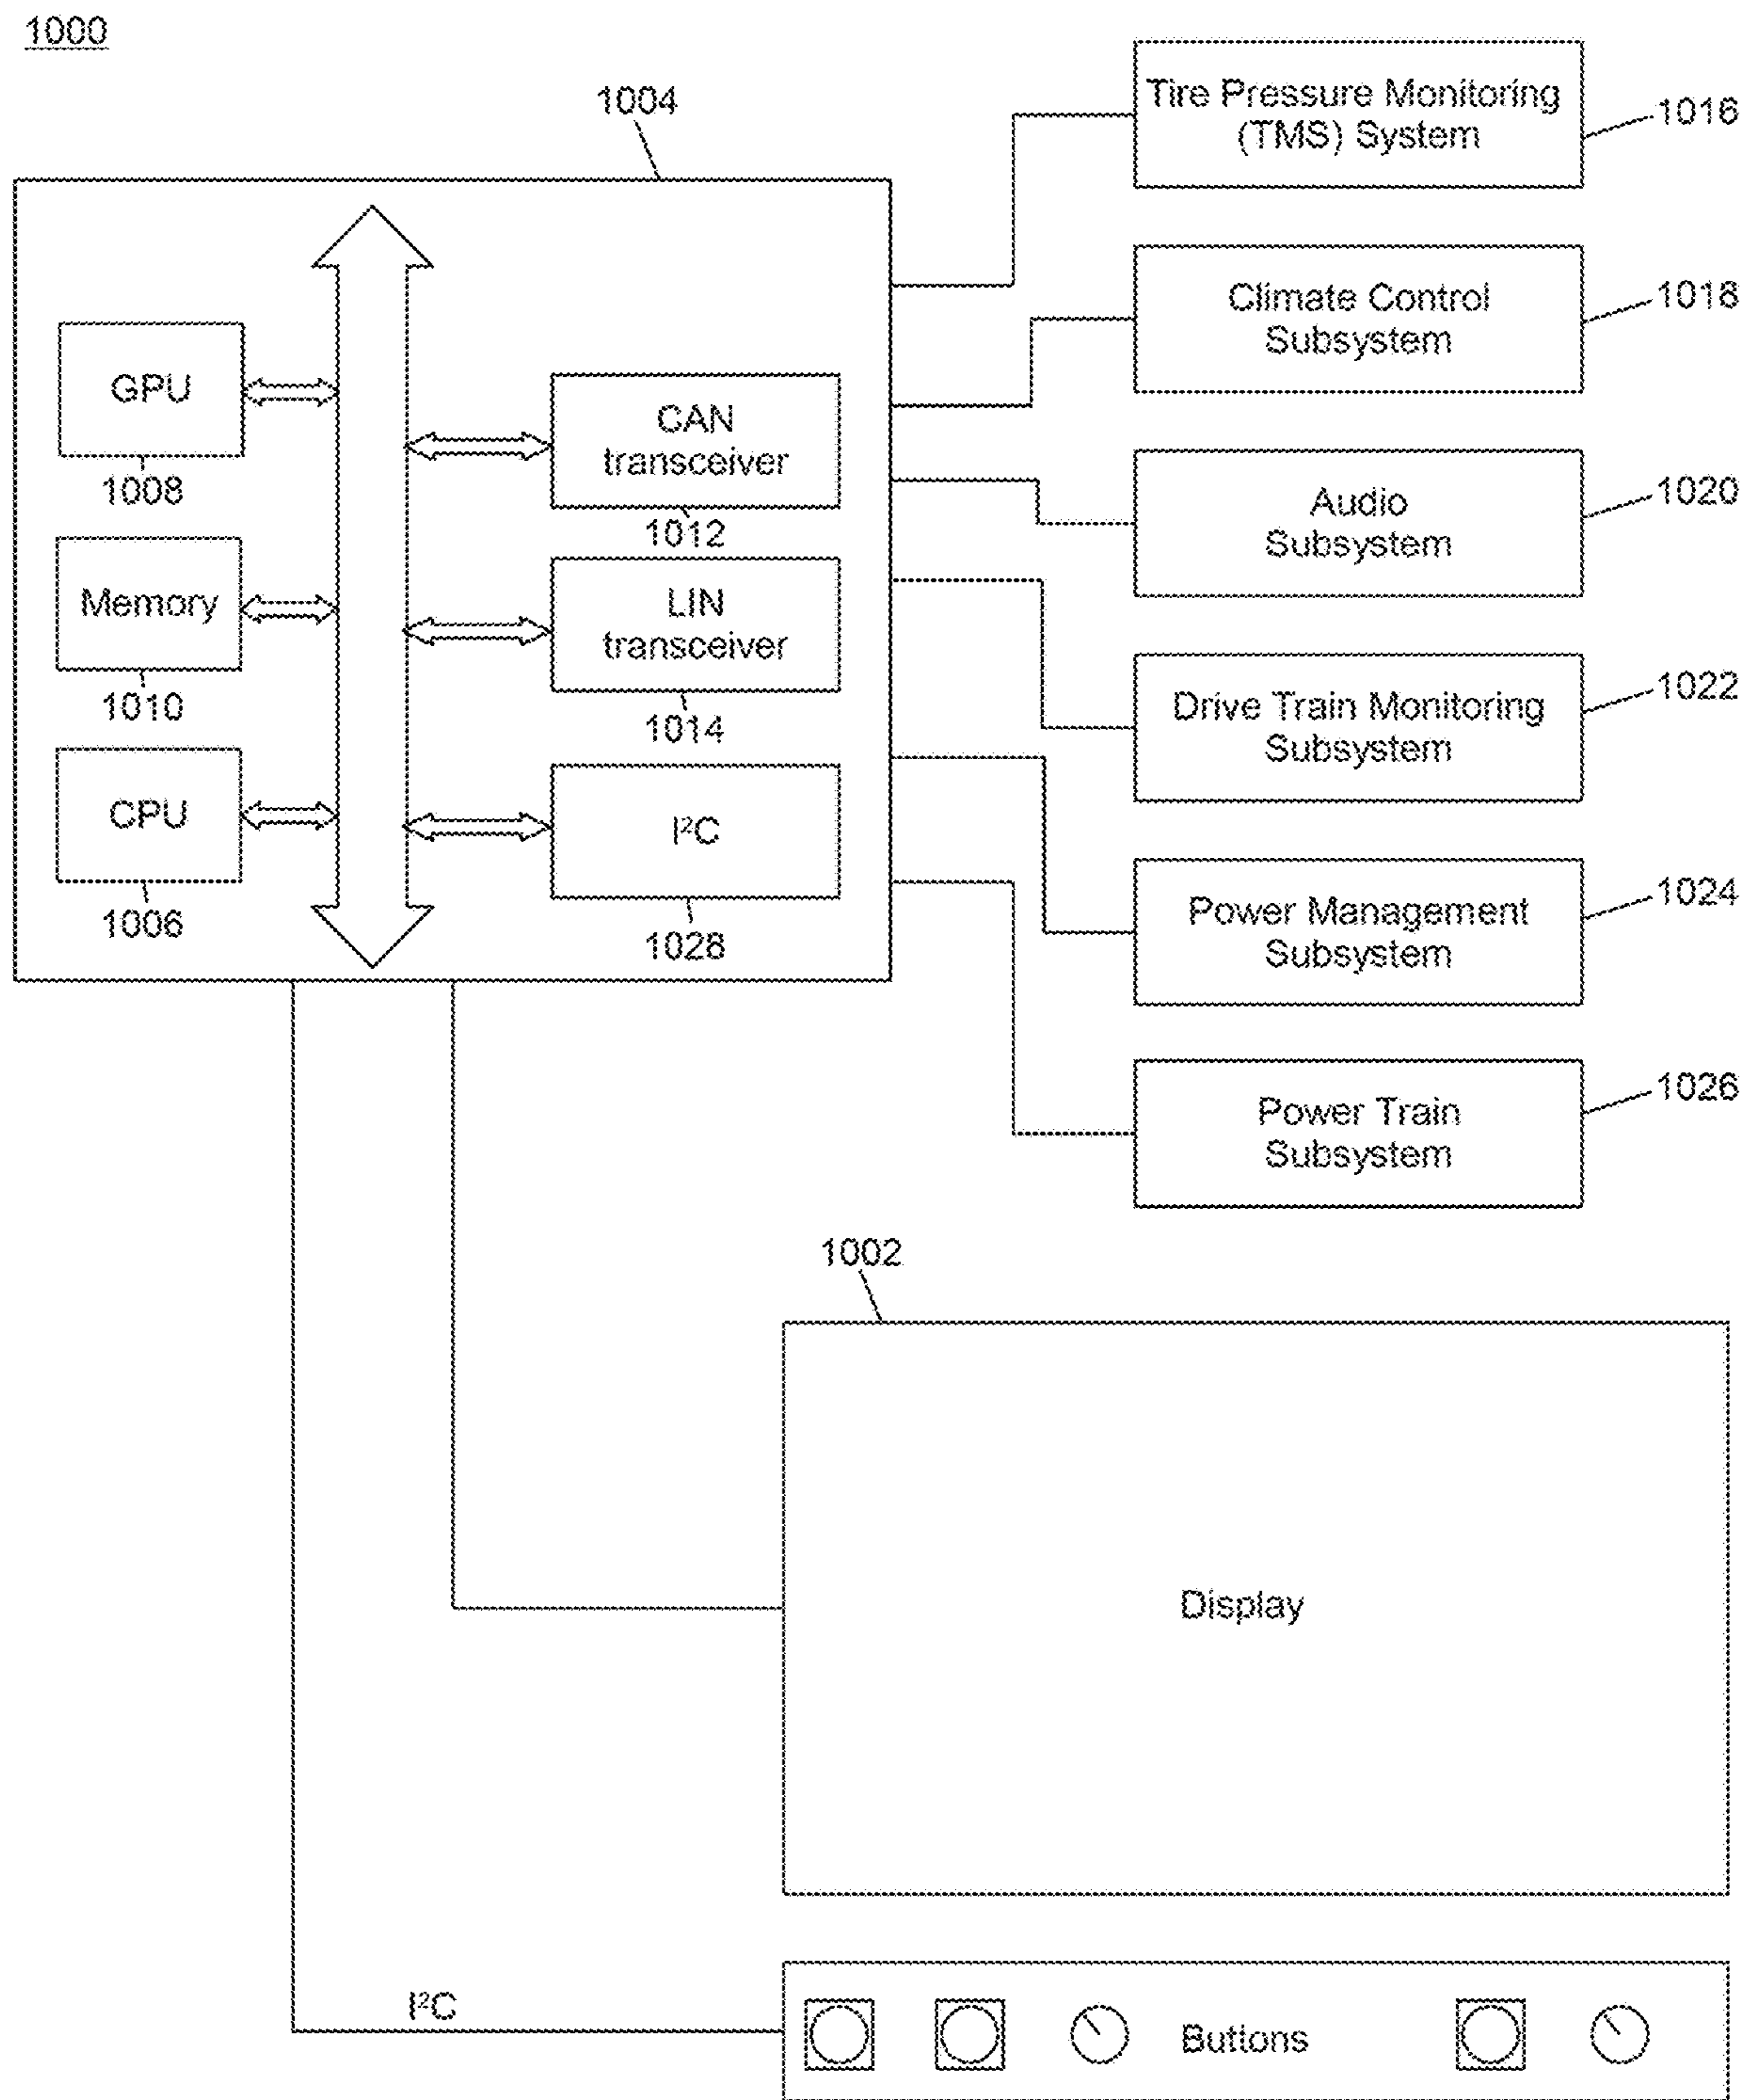 1000
1004
Tire Pressure Monitoring
(TMS) System
1016
Climate Control
Subsystem
1018
GPU
1008
CAN
transceiver
1012
Audio
Subsystem
1020
Memory
1010
LIN
transceiver
1014
Drive Train Monitoring
Subsystem
1022
CPU
1006
I²C
1028
Power Management
Subsystem
1024
Power Train
Subsystem
1026
1002
Display
I²C
Buttons